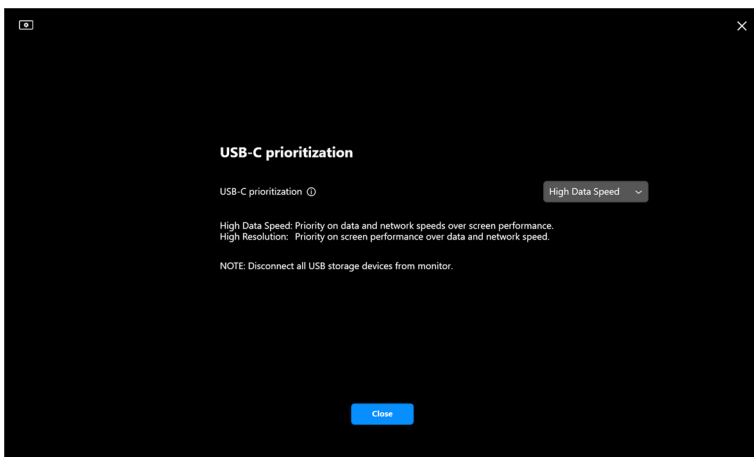 USB-C prioritization
USB-C prioritization
High Data Speed
High Data Speed: Priority on data and network speeds over screen performance.
High Resolution: Priority on screen performance over data and network speed.
NOTE: Disconnect all USB storage devices from monitor.
Close